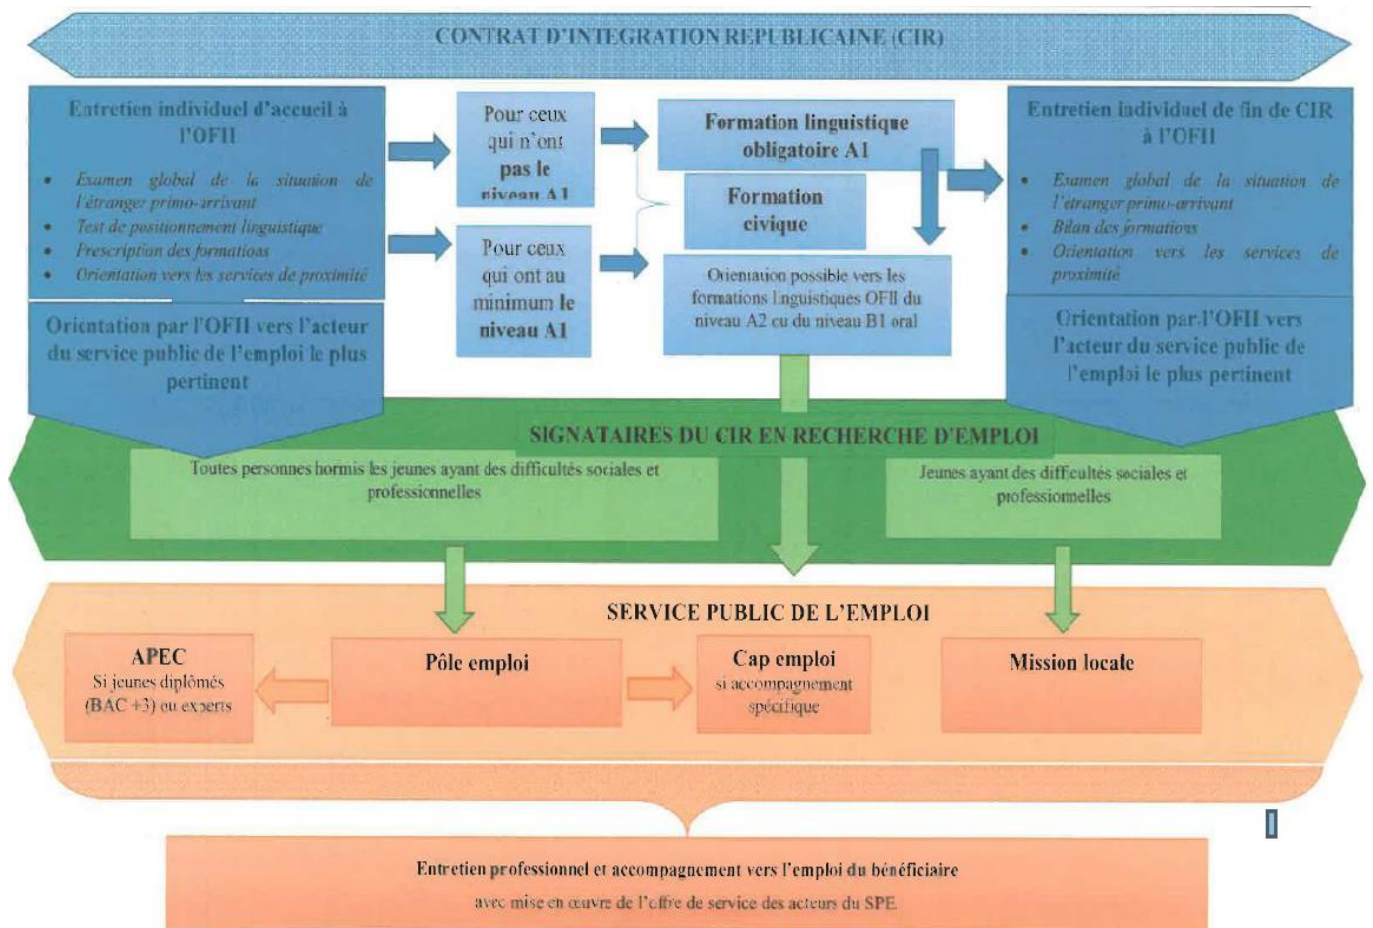 CONTRAT D'INTEGRATION REPUBLICAINE (CIR)
Entretien individuel d'accueil à
l'OFII
• Examen global de la situation de
l'étranger primo-arrivant
• Test de positionnement linguistique
• Prescription des formations
• Orientation vers les services de proximité
Orientation par l'OFII vers l'acteur
du service public de l'emploi le plus
pertinent
Pour ceux
qui n'ont
pas le
niveau A1
Pour ceux
qui ont au
minimum le
niveau A1
Formation linguistique
obligatoire A1
Formation
civique
Orientation possible vers les
formations linguistiques OFII du
niveau A2 cu du niveau B1 oral
Entretien individuel de fin de CIR
à l'OFII
• Examen global de la situation de
l'étranger primo-arrivant
• Bilan des formations
• Orientation vers les services de
proximité
Orientation par l'OFII vers
l'acteur du service public de
l'emploi le plus pertinent
SIGNATAIRES DU CIR EN RECHERCHE D'EMPLOI
Toutes personnes hormis les jeunes ayant des difficultés sociales et
professionnelles
Jeunes ayant des difficultés sociales et
professionnelles
SERVICE PUBLIC DE L'EMPLOI
APEC
Si jeunes diplômés
(BAC +3) ou experts
Pôle emploi
Cap emploi
si accompagnement
spécifique
Mission locale
Entretien professionnel et accompagnement vers l'emploi du bénéficiaire
avec mise en œuvre de l'offre de service des acteurs du SPE